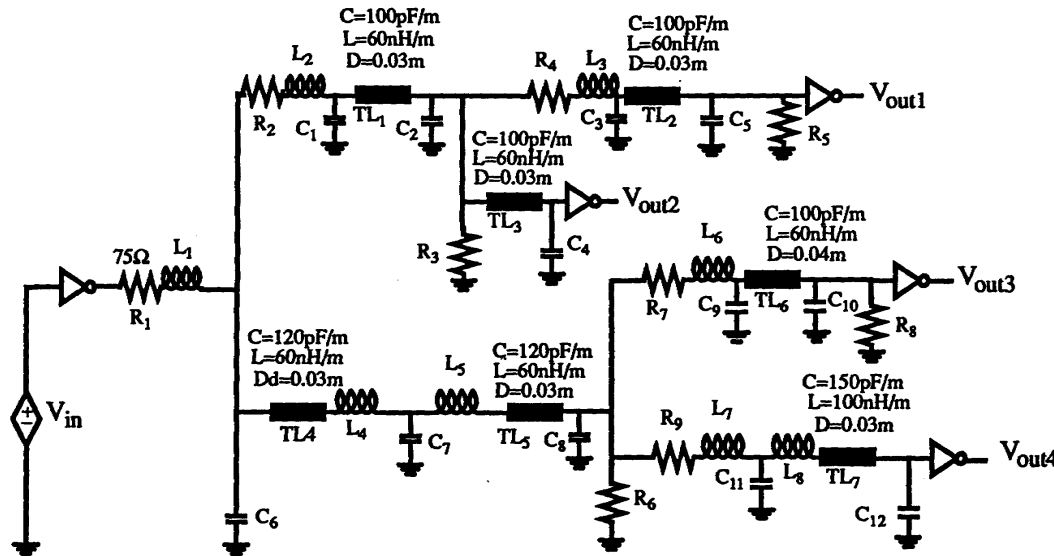 C=100pF/m
L=60nH/m
D=0.03m
C=100pF/m
L=60nH/m
D=0.03m
L2
R4
L3
R2
C1
TL1
C2
C3
TL2
C5
R5
Vout1
C=100pF/m
L=60nH/m
D=0.03m
TL3
Vout2
R3
C4
75Ω
L1
R1
L6
C=100pF/m
L=60nH/m
D=0.04m
R7
C9
TL6
C10
R8
Vout3
C=120pF/m
L=60nH/m
Dd=0.03m
L5
C=120pF/m
L=60nH/m
D=0.03m
Vin
TL4
L4
C7
TL5
C8
C=150pF/m
L=100nH/m
D=0.03m
R9
L7
C11
L8
TL7
Vout4
R6
C12
C6